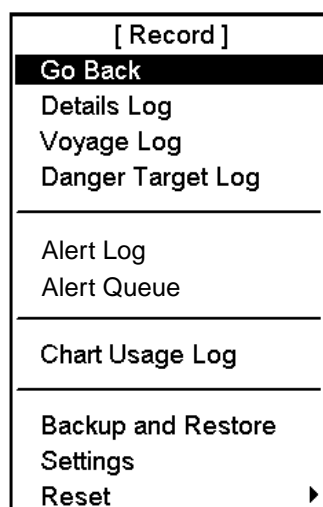 [ Record ]
Go Back
Details Log
Voyage Log
Danger Target Log
Alert Log
Alert Queue
Chart Usage Log
Backup and Restore
Settings
Reset